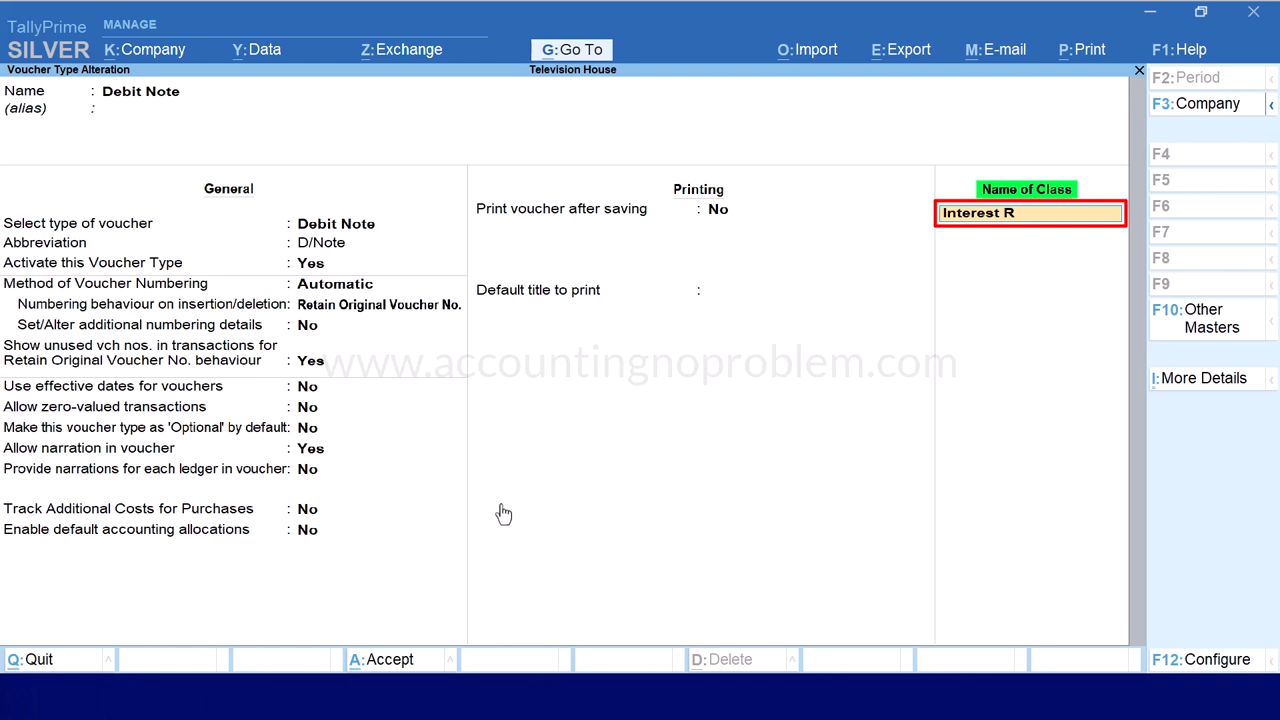 TallyPrime
MANAGE
SILVER
K:Company
Y:Data
Z:Exchange
G:Go To
O:Import
E:Export
M:E-mail
P:Print
F1:Help
Voucher Type Alteration
Television House
Name : Debit Note
(alias) :
General
Select type of voucher : Debit Note
Abbreviation : D/Note
Activate this Voucher Type : Yes
Method of Voucher Numbering : Automatic
Numbering behaviour on insertion/deletion: Retain Original Voucher No.
Set/Alter additional numbering details : No
Show unused vch nos. in transactions for
Retain Original Voucher No. behaviour : Yes
Use effective dates for vouchers : No
Allow zero-valued transactions : No
Make this voucher type as 'Optional' by default: No
Allow narration in voucher : Yes
Provide narrations for each ledger in voucher: No
Track Additional Costs for Purchases : No
Enable default accounting allocations : No
Printing
Print voucher after saving : No
Default title to print :
Name of Class
Interest R
www.accountingnoproblem.com
F2:Period
F3:Company
F4
F5
F6
F7
F8
F9
F10:Other
Masters
I:More Details
Q:Quit
A:Accept
D:Delete
F12:Configure